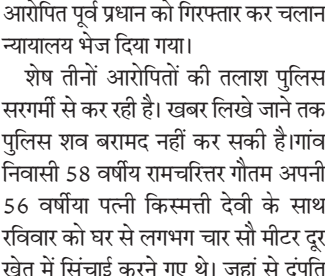 आरोपित पूर्व प्रधान को गिरफ्तार कर चलान
न्यायालय भेज दिया गया।
शेष तीनों आरोपितों की तलाश पुलिस
सरगर्मी से कर रही है। खबर लिखे जाने तक
पुलिस शव बरामद नहीं कर सकी है।गांव
निवासी 58 वर्षीय रामचरित्तर गौतम अपनी
56 वर्षीया पत्नी किस्मत्ती देवी के साथ
रविवार को घर से लगभग चार सौ मीटर दूर
खेत में सिंचाई करने गए थे। जहां से दंपति